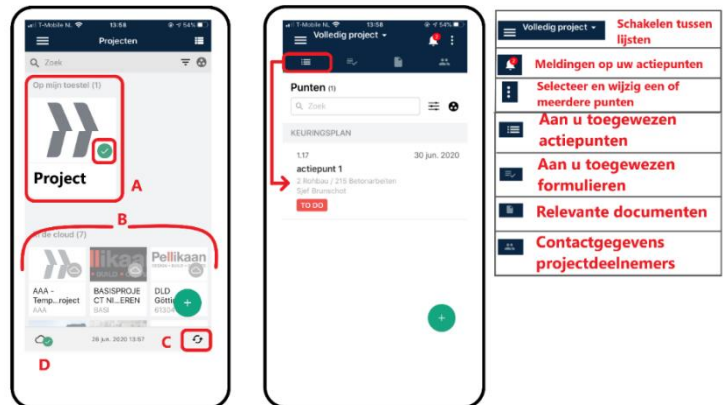 T-Mobile NL
13:58
54%
Projecten
Zoek
Op mijn toestel (1)
Project
A
B
In de cloud (7)
Pellikaan
AAA -
Temp...roject
AAA
BASISPROJE
CT NI...EREN
BASI
DLD
Götti
61304
26 jun. 2020 13:57
C
D
T-Mobile NL
13:58
54%
Volledig project
2
Punten (1)
Zoek
KEURINGSPLAN
1.17
30 jun. 2020
actiepunt 1
2 Rohbau / 215 Betonarbeiten
Sjef Brunschot
TO DO
Volledig project
Schakelen tussen
lijsten
Meldingen op uw actiepunten
Selecteer en wijzig een of
meerdere punten
Aan u toegewezen
actiepunten
Aan u toegewezen
formulieren
Relevante documenten
Contactgegevens
projectdeelnemers